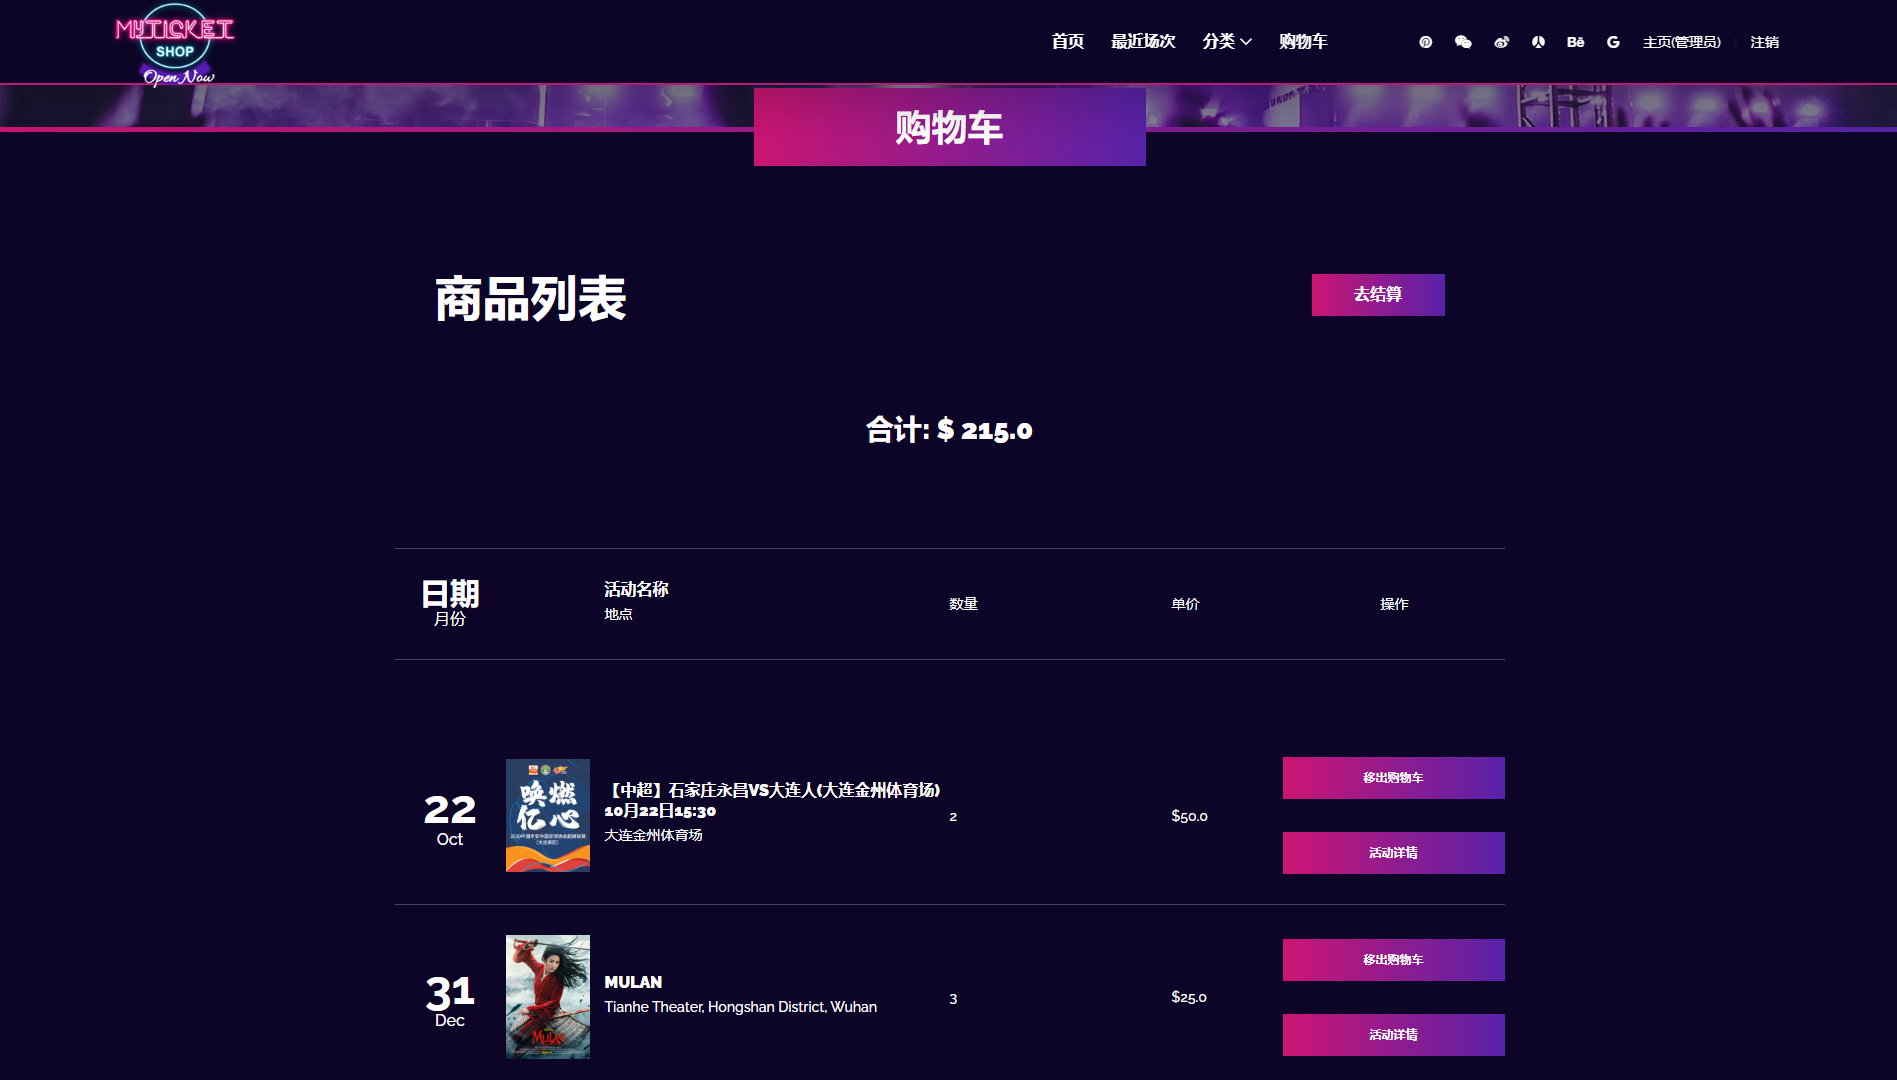 MYTICKET
SHOP
Open Now
首页
最近场次
分类
购物车
Bē
G
主页(管理员)
注销
购物车
商品列表
去结算
合计: $ 215.0
日期
月份
活动名称
地点
数量
单价
操作
22
Oct
唤燃
亿心
【中超】石家庄永昌VS大连人(大连金州体育场)
10月22日15:30
大连金州体育场
2
$50.0
移出购物车
活动详情
31
Dec
MULAN
MULAN
Tianhe Theater, Hongshan District, Wuhan
3
$25.0
移出购物车
活动详情